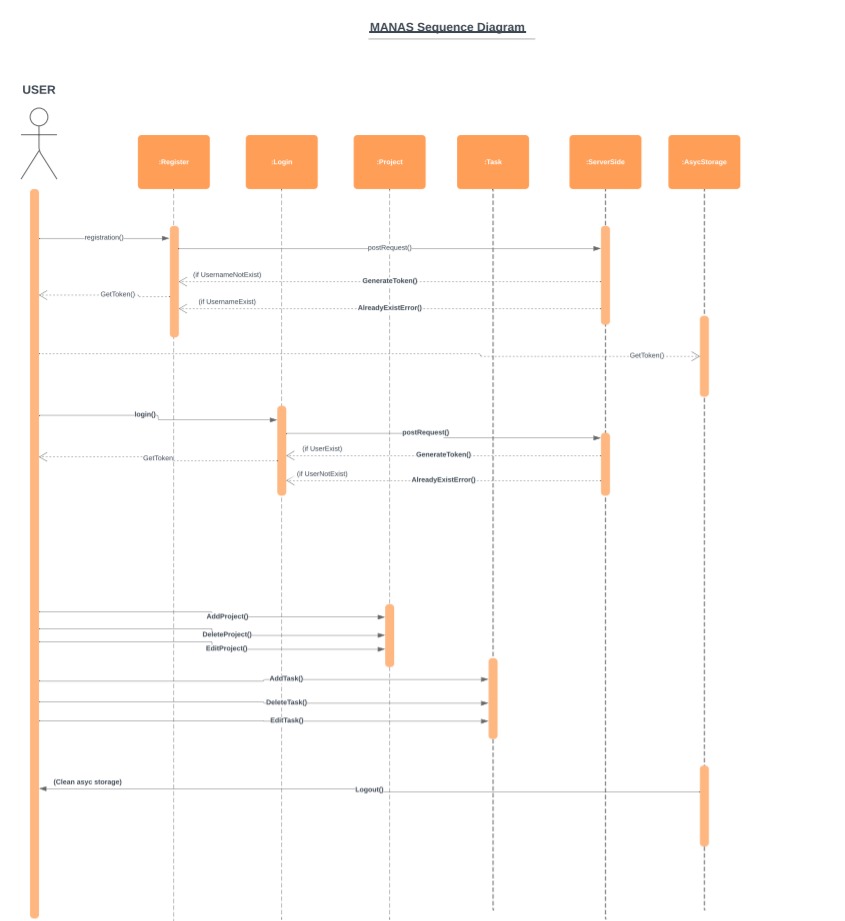 MANAS Sequence Diagram
USER
:Register
:Login
:Project
:Task
:ServerSide
:AsycStorage
registration()
postRequest()
(if UsernameNotExist)
GenerateToken()
GetToken()
(if UsernameExist)
AlreadyExistError()
GetToken()
login()
postRequest()
(if UserExist)
GenerateToken()
GetToken
(if UserNotExist)
AlreadyExistError()
AddProject()
DeleteProject()
EditProject()
AddTask()
DeleteTask()
EditTask()
(Clean asyc storage)
Logout()